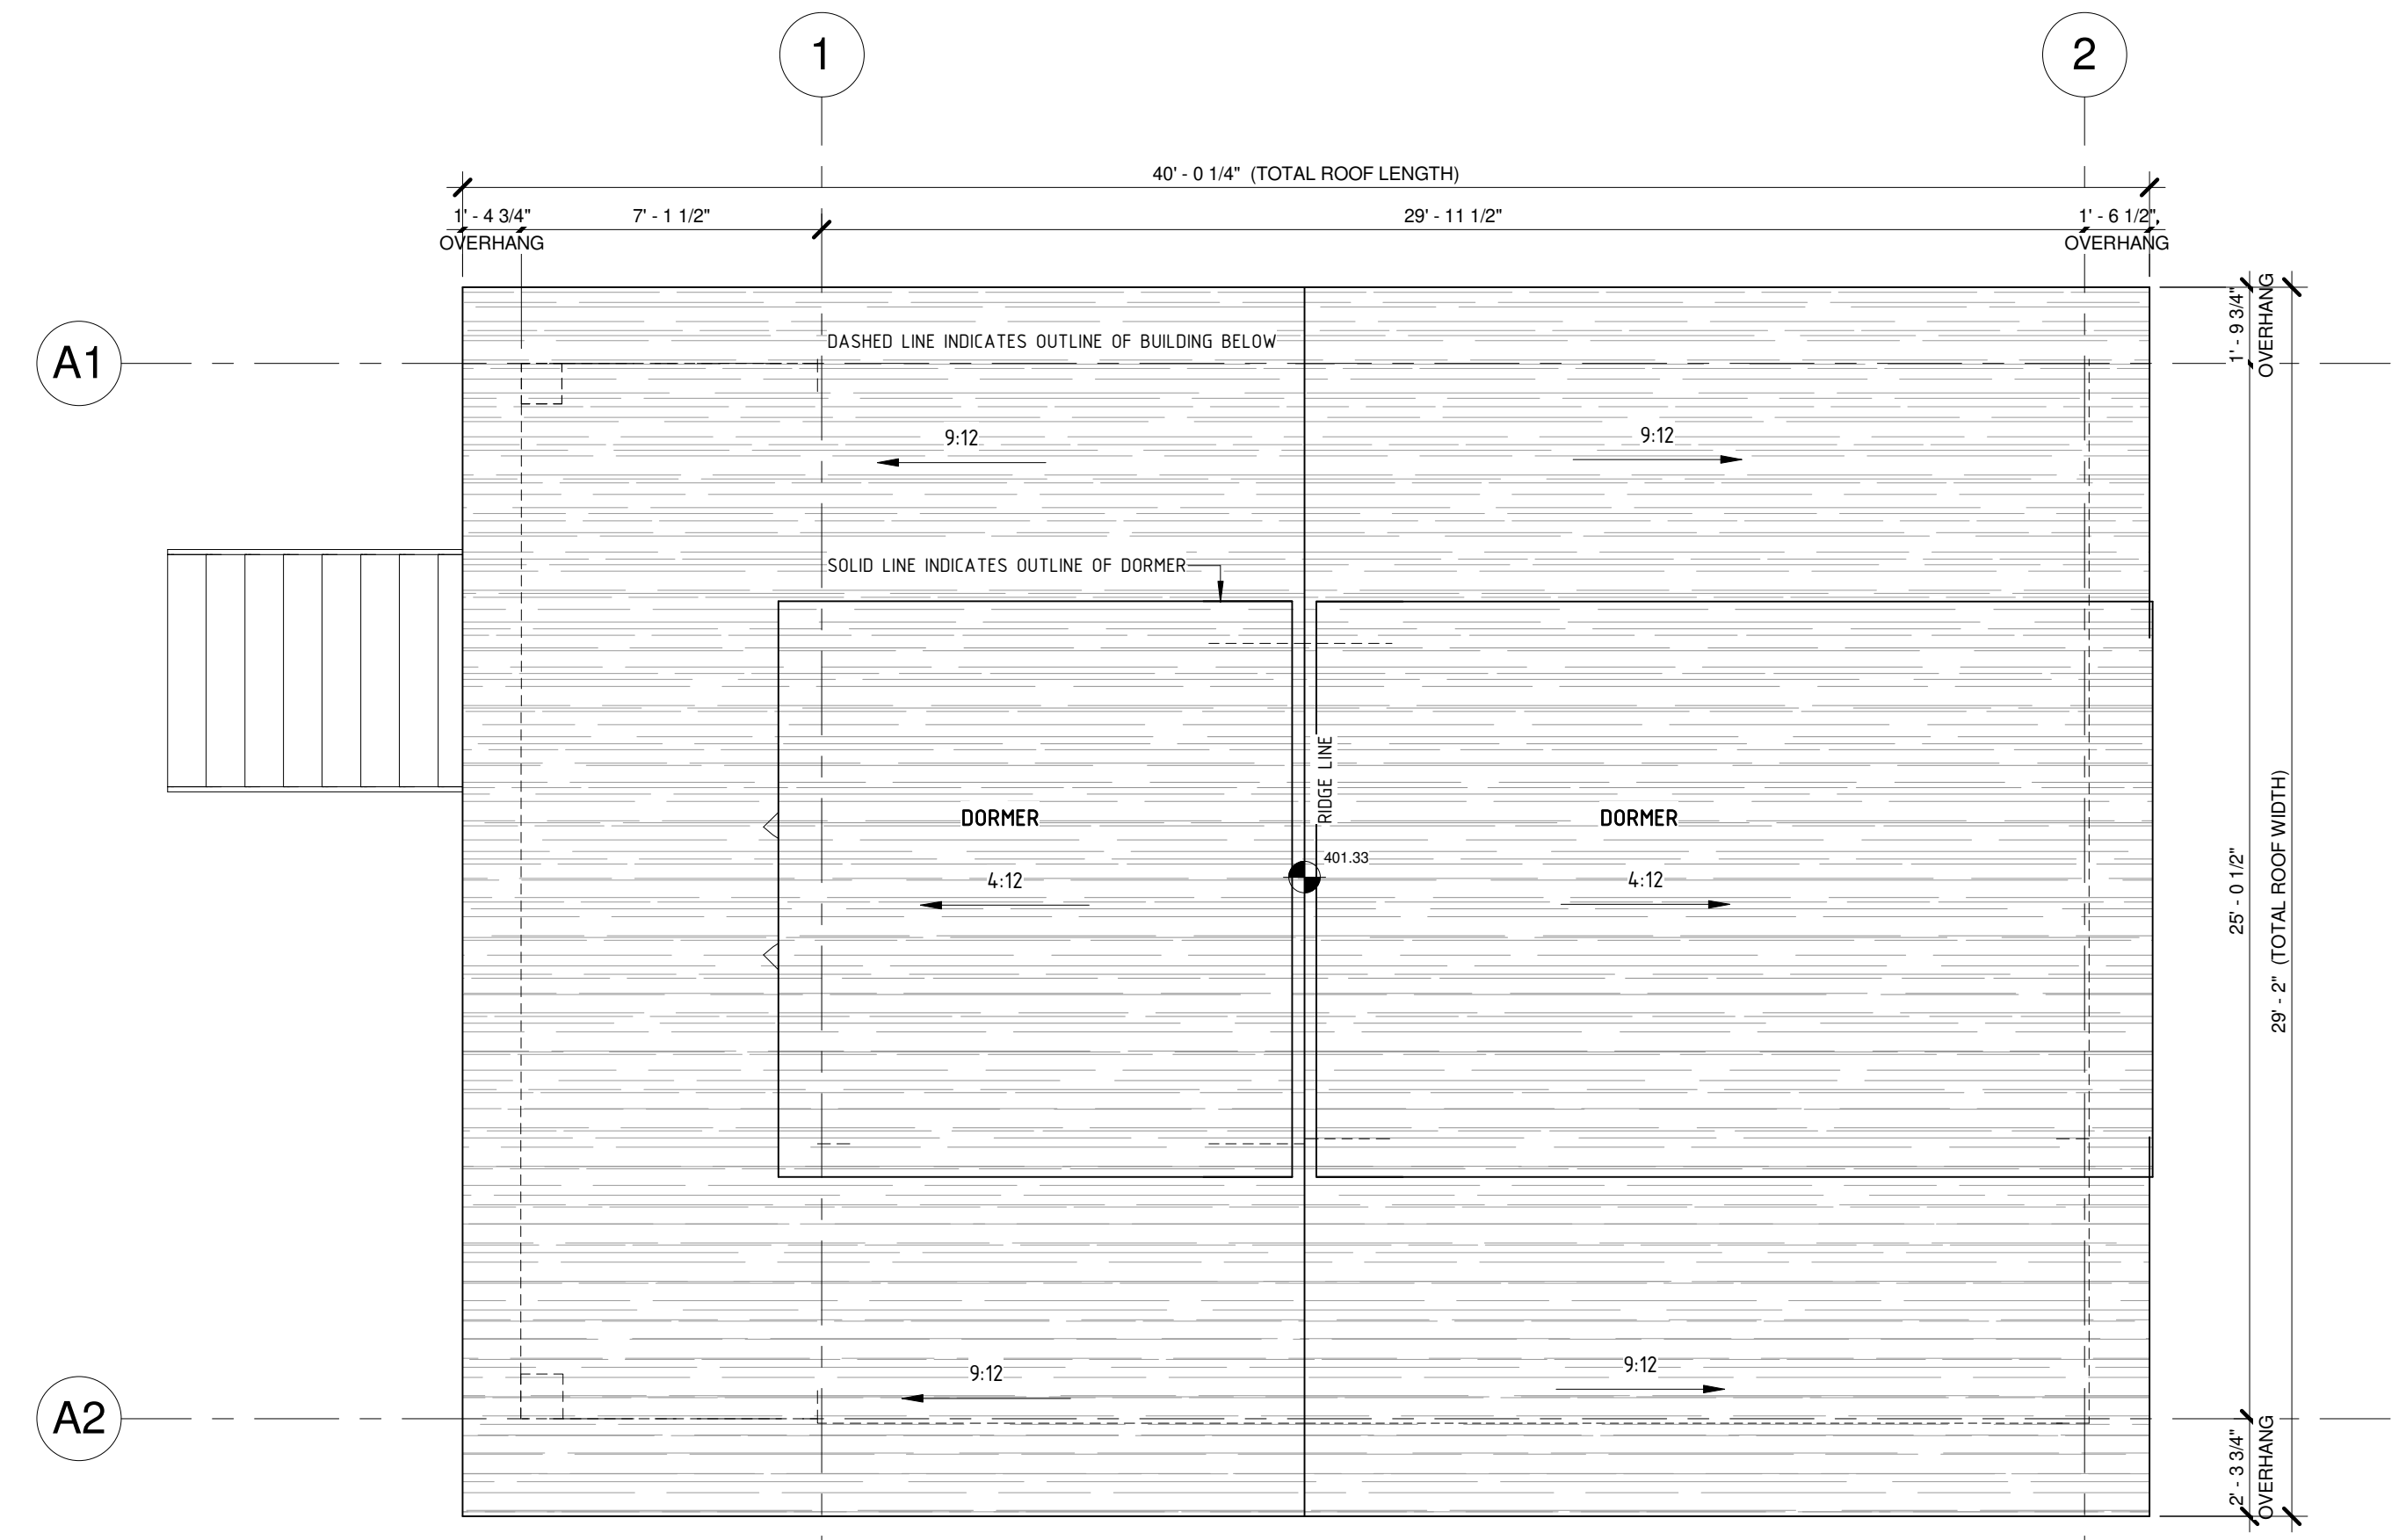 1
2
40' - 0 1/4" (TOTAL ROOF LENGTH)
1' - 4 3/4"
OVERHANG
7' - 1 1/2"
29' - 11 1/2"
1' - 6 1/2",
OVERHANG
A1
1' - 9 3/4"
OVERHANG
DASHED LINE INDICATES OUTLINE OF BUILDING BELOW
9:12
9:12
SOLID LINE INDICATES OUTLINE OF DORMER
RIDGE LINE
DORMER
DORMER
401.33
4:12
4:12
25' - 0 1/2"
29' - 2" (TOTAL ROOF WIDTH)
9:12
9:12
A2
2' - 3 3/4"
OVERHANG